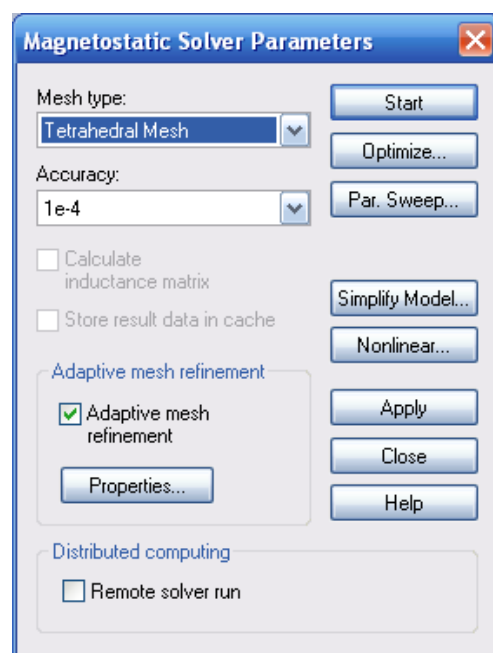 Magnetostatic Solver Parameters
Mesh type:
Tetrahedral Mesh
Accuracy:
1e-4
Calculate
inductance matrix
Store result data in cache
Adaptive mesh refinement
Adaptive mesh
refinement
Properties...
Distributed computing
Remote solver run
Start
Optimize...
Par. Sweep...
Simplify Model...
Nonlinear...
Apply
Close
Help